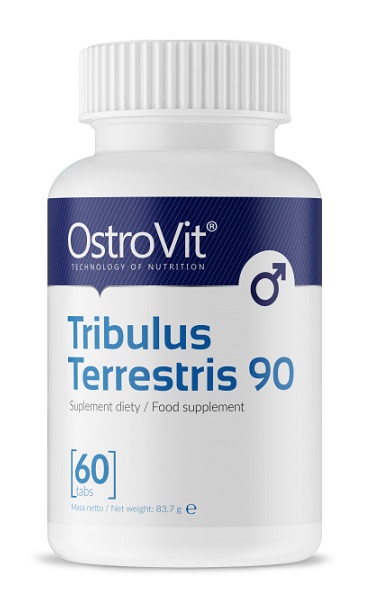 OstroVit®
TECHNOLOGY OF NUTRITION
Tribulus
Terrestris 90
Suplement diety / Food supplement
[60]
tabs
Masa netto / Net weight: 83.7 g ℮